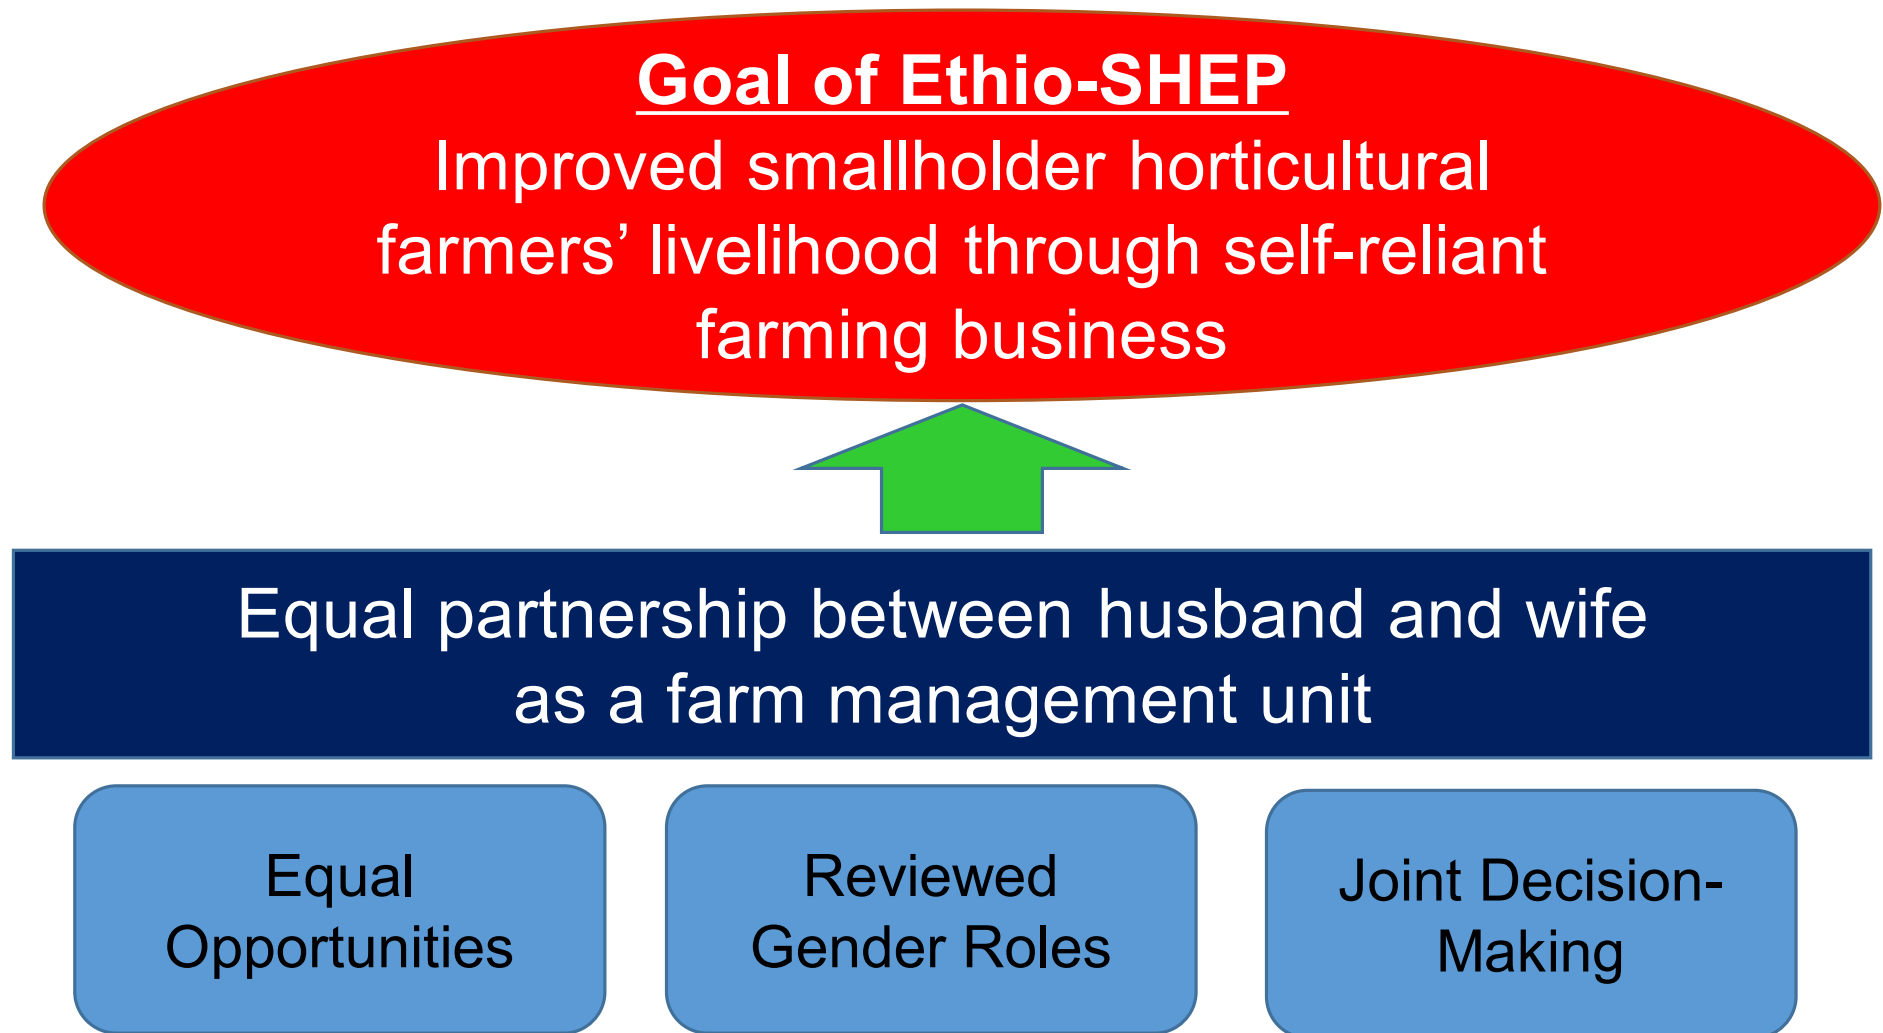 Goal of Ethio-SHEP
Improved smallholder horticultural
farmers’ livelihood through self-reliant
farming business
Equal partnership between husband and wife
as a farm management unit
Equal
Opportunities
Reviewed
Gender Roles
Joint Decision-
Making